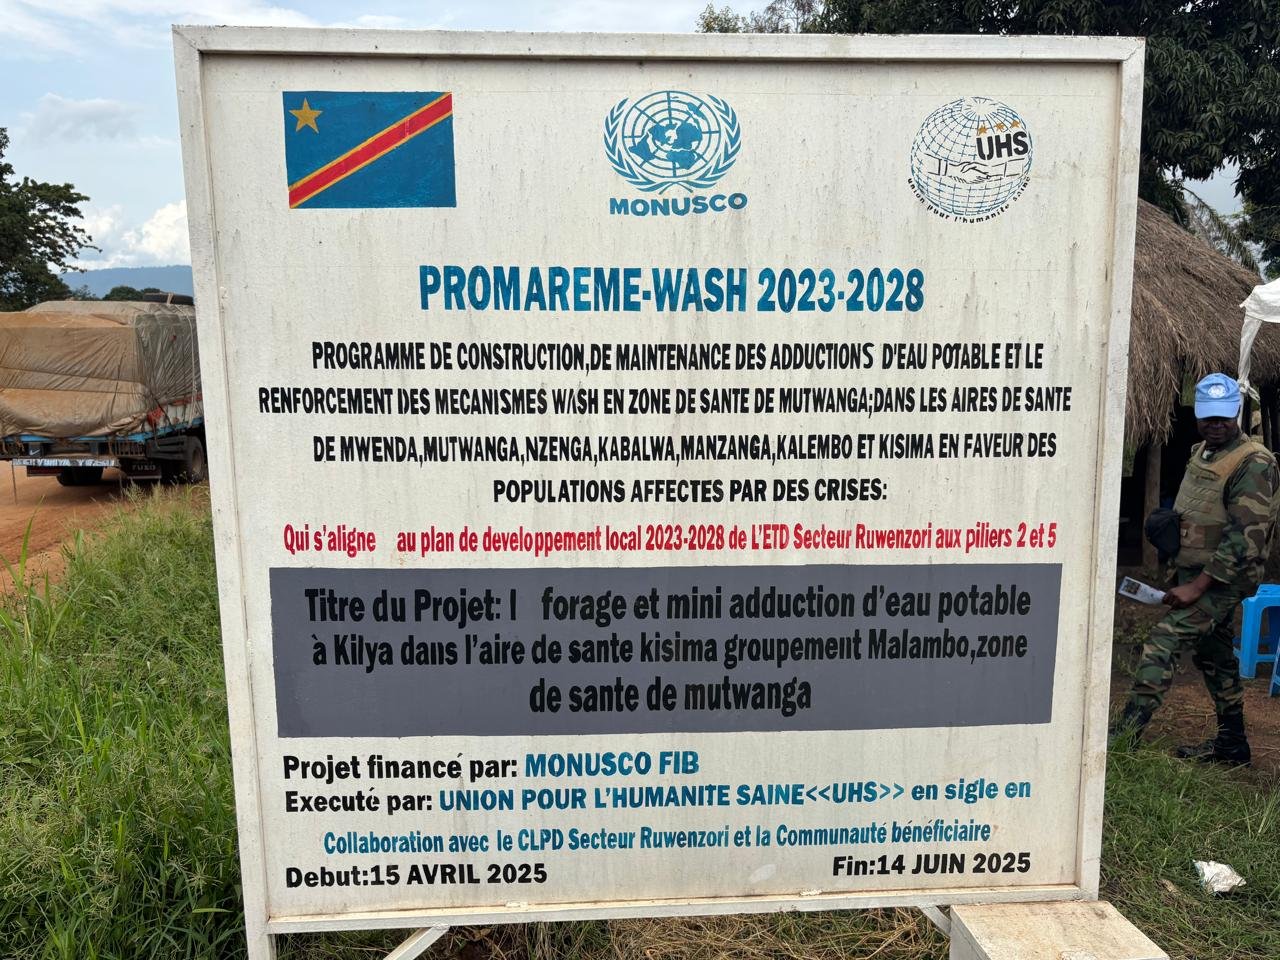 UHS
union pour l'humanité saine
MONUSCO
PROMAREME-WASH 2023-2028
PROGRAMME DE CONSTRUCTION,DE MAINTENANCE DES ADDUCTIONS D'EAU POTABLE ET LE
RENFORCEMENT DES MECANISMES WASH EN ZONE DE SANTE DE MUTWANGA;DANS LES AIRES DE SANTE
DE MWENDA,MUTWANGA,NZENGA,KABALWA,MANZANGA,KALEMBO ET KISIMA EN FAVEUR DES
POPULATIONS AFFECTES PAR DES CRISES:
Qui s'aligne au plan de developpement local 2023-2028 de L'ETD Secteur Ruwenzori aux piliers 2 et 5
Titre du Projet: I forage et mini adduction d'eau potable
à Kilya dans l'aire de sante kisima groupement Malambo,zone
de sante de mutwanga
Projet financé par: MONUSCO FIB
Executé par: UNION POUR L'HUMANITE SAINE<<UHS>> en sigle en
Collaboration avec le CLPD Secteur Ruwenzori et la Communauté bénéficiaire
Debut:15 AVRIL 2025 Fin:14 JUIN 2025